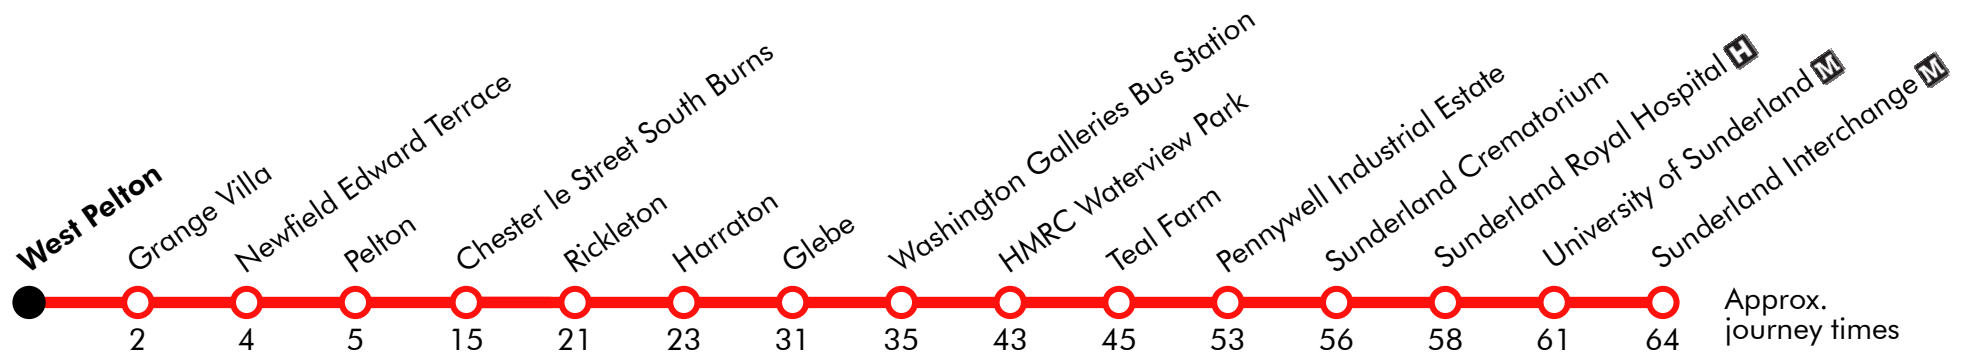 West Pelton
Grange Villa
Newfield Edward Terrace
Pelton
Chester le Street South Burns
Rickleton
Harraton
Glebe
Washington Galleries Bus Station
HMRC Waterview Park
Teal Farm
Pennywell Industrial Estate
Sunderland Crematorium
Sunderland Royal Hospital H
University of Sunderland M
Sunderland Interchange M
2 4 5 15 21 23 31 35 43 45 53 56 58 61 64
Approx.
journey times